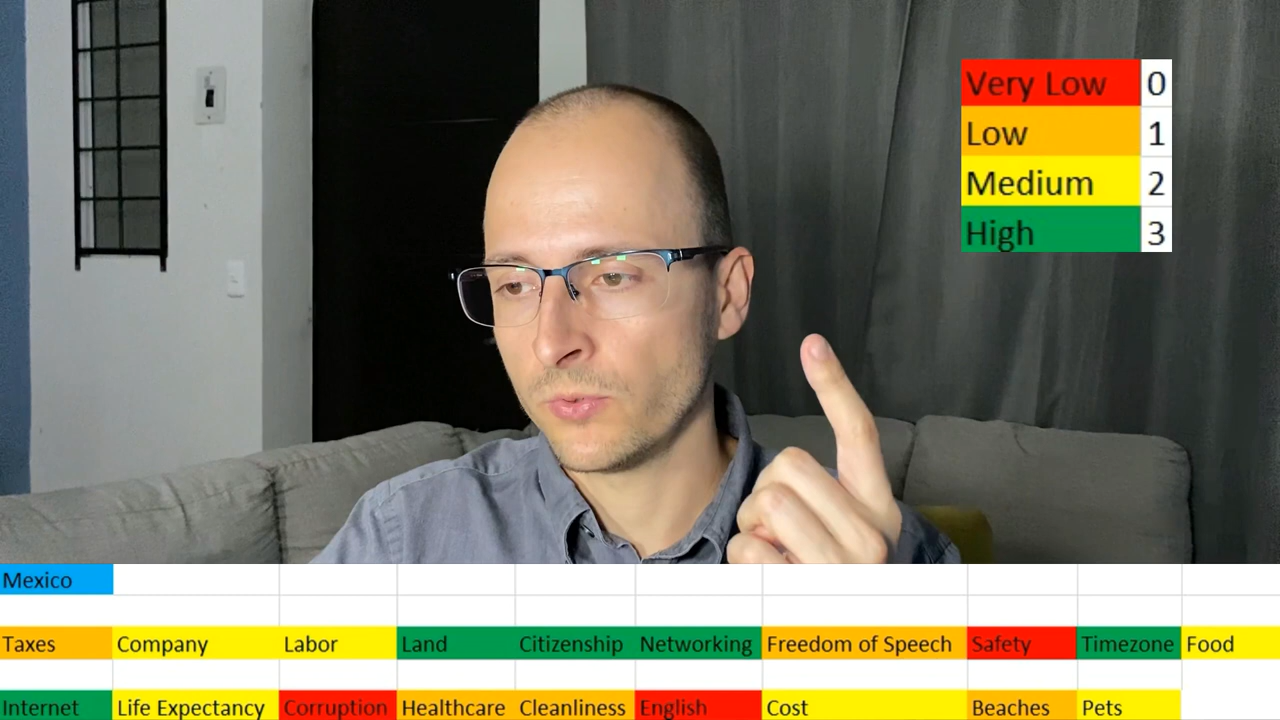 Very Low 0
Low 1
Medium 2
High 3
Mexico
Taxes Company Labor Land Citizenship Networking Freedom of Speech Safety Timezone Food
Internet Life Expectancy Corruption Healthcare Cleanliness English Cost Beaches Pets